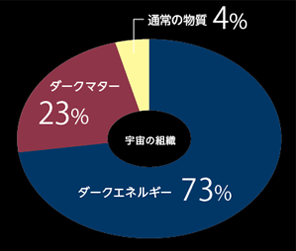 通常の物質 4%
ダークマター
23%
宇宙の組織
ダークエネルギー 73%